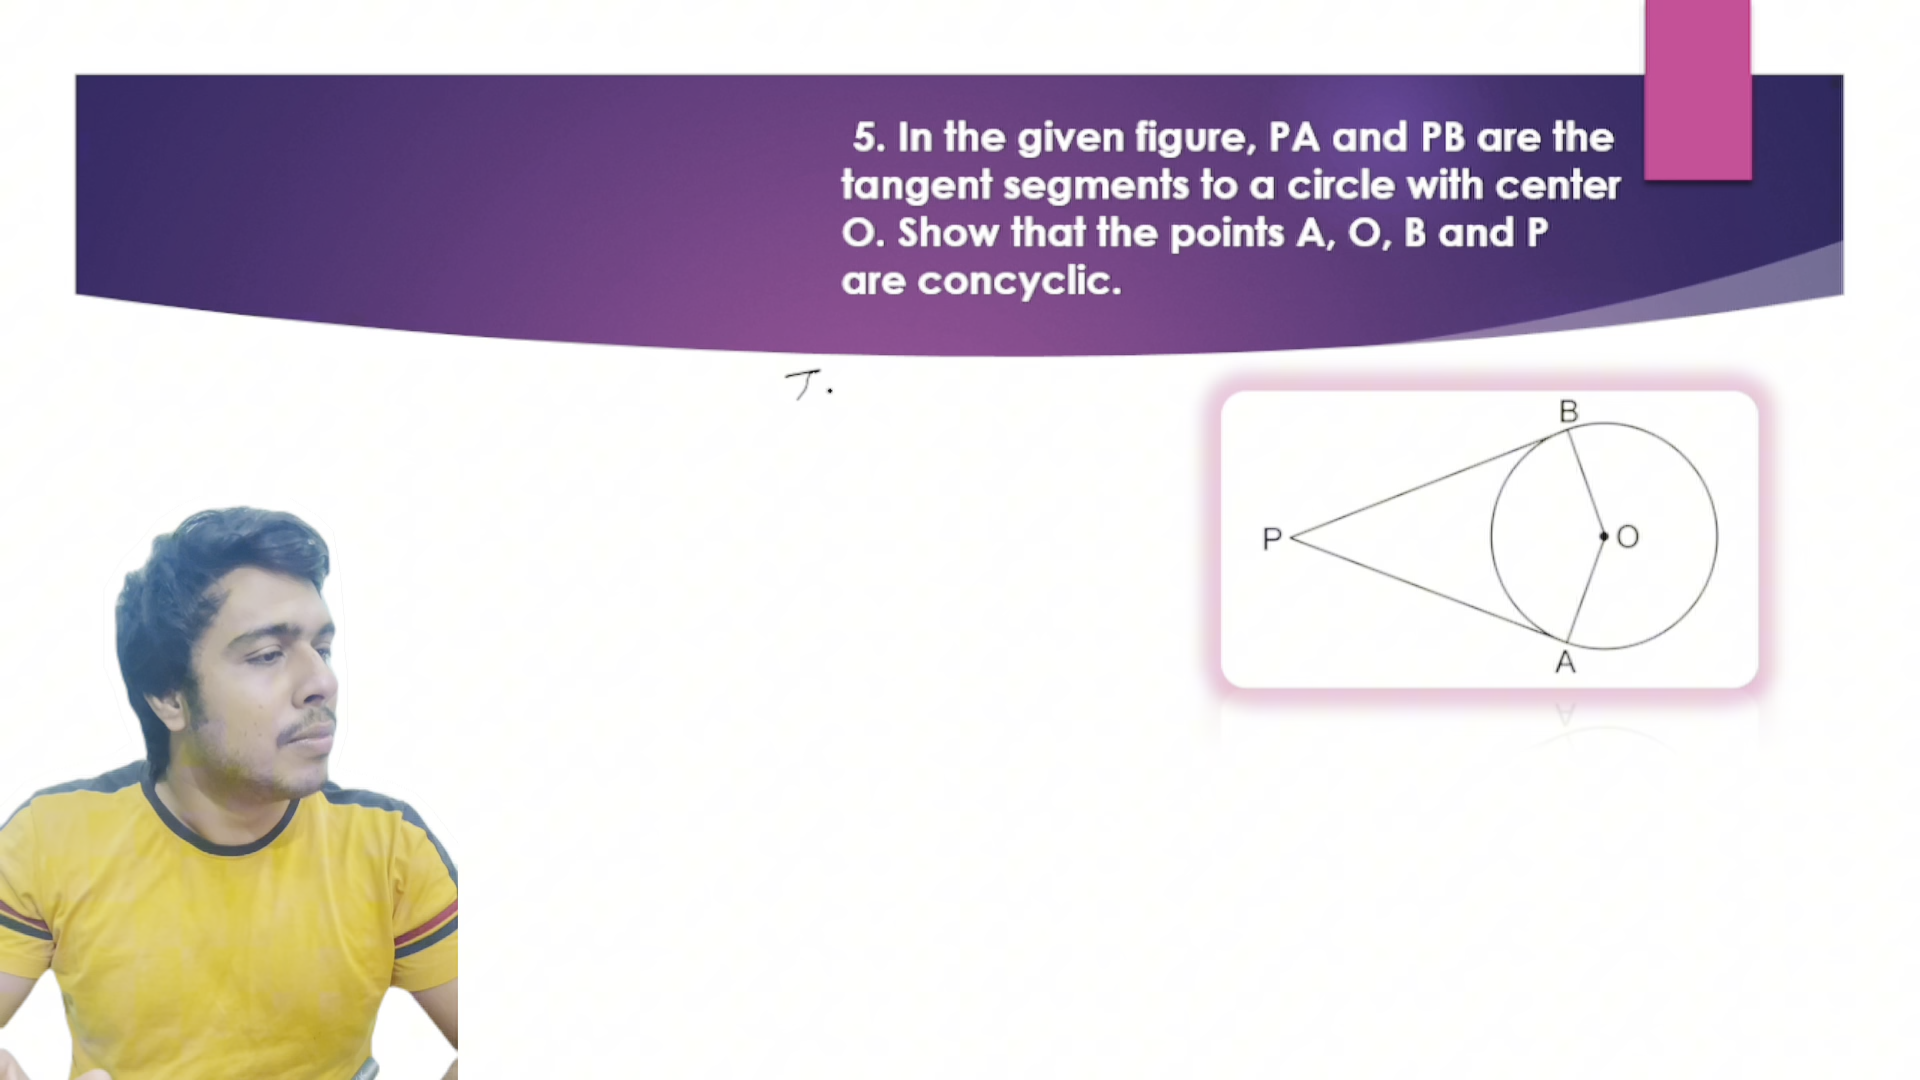 5. In the given figure, PA and PB are the
tangent segments to a circle with center
O. Show that the points A, O, B and P
are concyclic.
T.
B
P
O
A